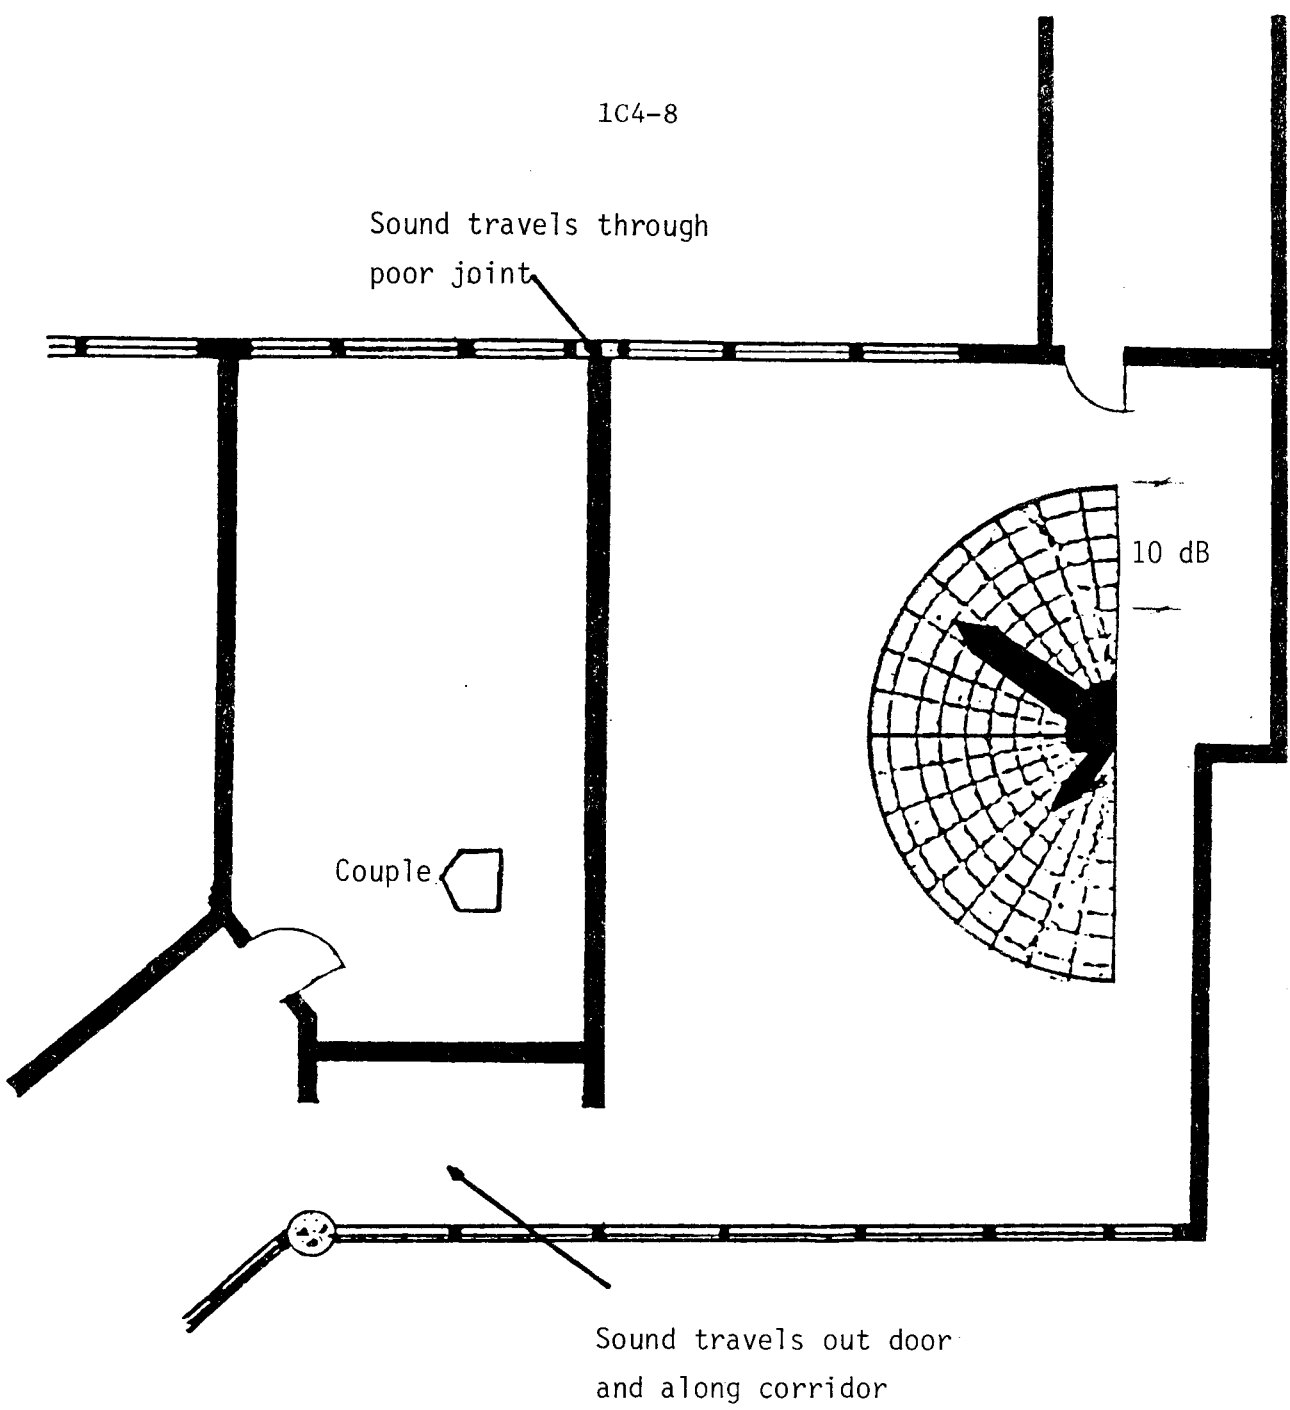 1C4-8
Sound travels through
poor joint
10 dB
Couple
Sound travels out door
and along corridor